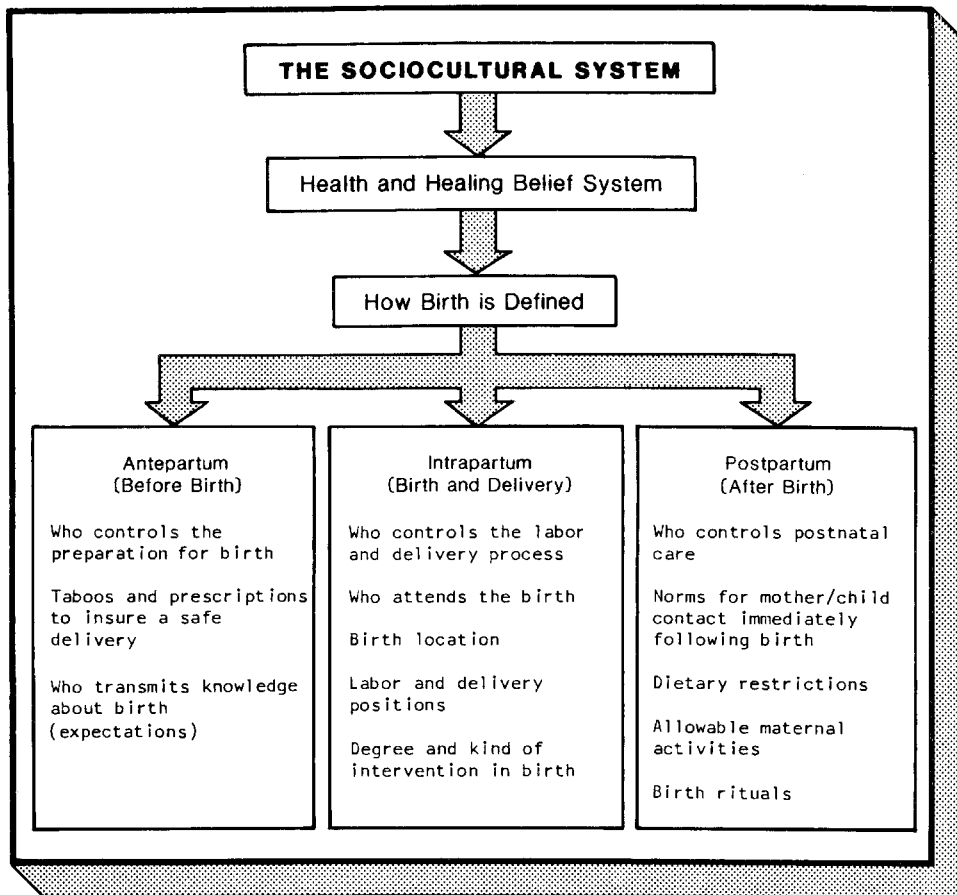 THE SOCIOCULTURAL SYSTEM
Health and Healing Belief System
How Birth is Defined
Antepartum
(Before Birth)
Who controls the
preparation for birth
Taboos and prescriptions
to insure a safe
delivery
Who transmits knowledge
about birth
(expectations)
Intrapartum
(Birth and Delivery)
Who controls the labor
and delivery process
Who attends the birth
Birth location
Labor and delivery
positions
Degree and kind of
intervention in birth
Postpartum
(After Birth)
Who controls postnatal
care
Norms for mother/child
contact immediately
following birth
Dietary restrictions
Allowable maternal
activities
Birth rituals